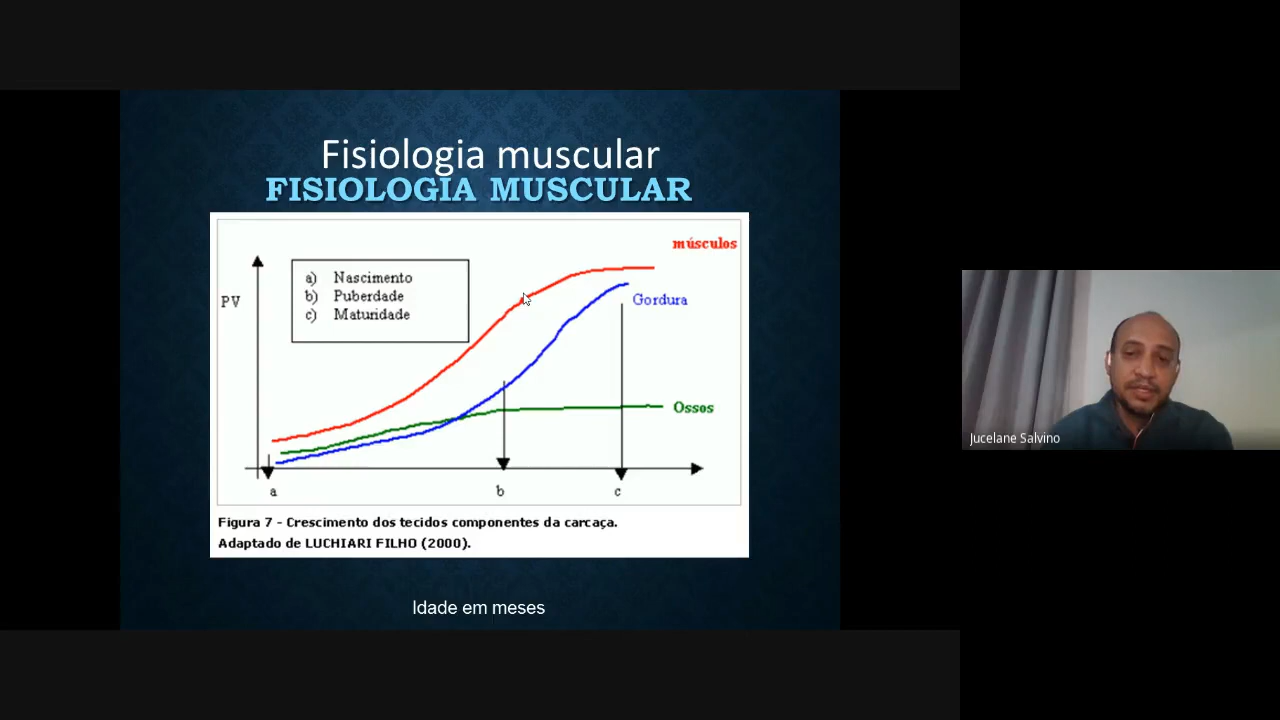 Fisiologia muscular
FISIOLOGIA MUSCULAR
músculos
a) Nascimento
b) Puberdade
c) Maturidade
PV
Gordura
Ossos
a
b
c
Figura 7 - Crescimento dos tecidos componentes da carcaça.
Adaptado de LUCHIARI FILHO (2000).
Idade em meses
Jucelane Salvino